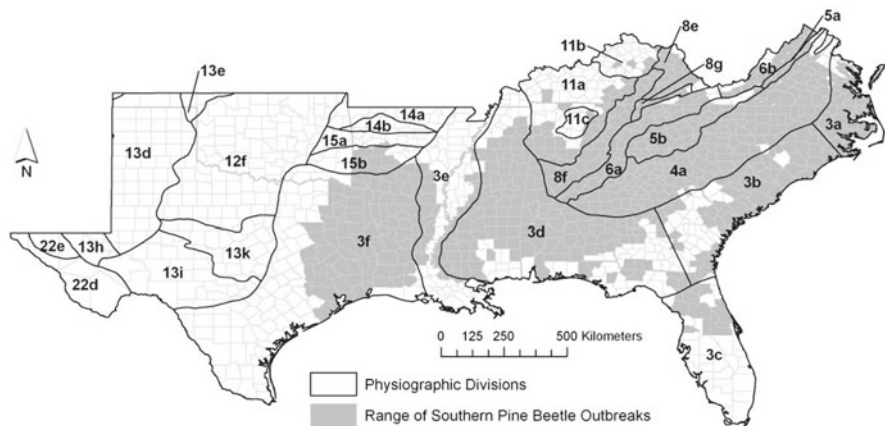 5a
8e
11b
8g
6b
13e
11a
14a
11c
14b
5b
3a
15a
13d
12f
15b
3e
8f
6a
4a
3b
N
3f
3d
22e
13h
13k
13i
22d
0 125 250 500 Kilometers
3c
Physiographic Divisions
Range of Southern Pine Beetle Outbreaks